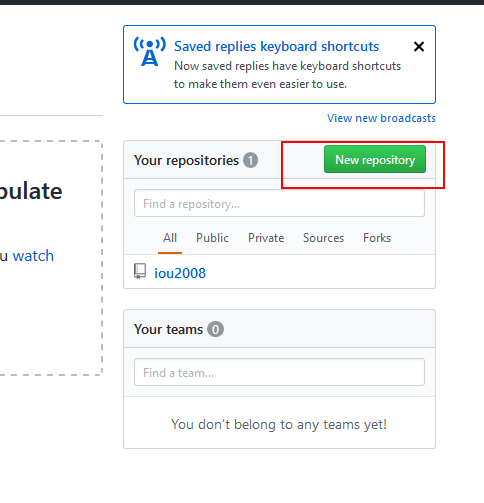 Saved replies keyboard shortcuts
Now saved replies have keyboard shortcuts
to make them even easier to use.
View new broadcasts
pulate
u watch
Your repositories 1
New repository
Find a repository...
All Public Private Sources Forks
iou2008
Your teams 0
Find a team...
You don't belong to any teams yet!